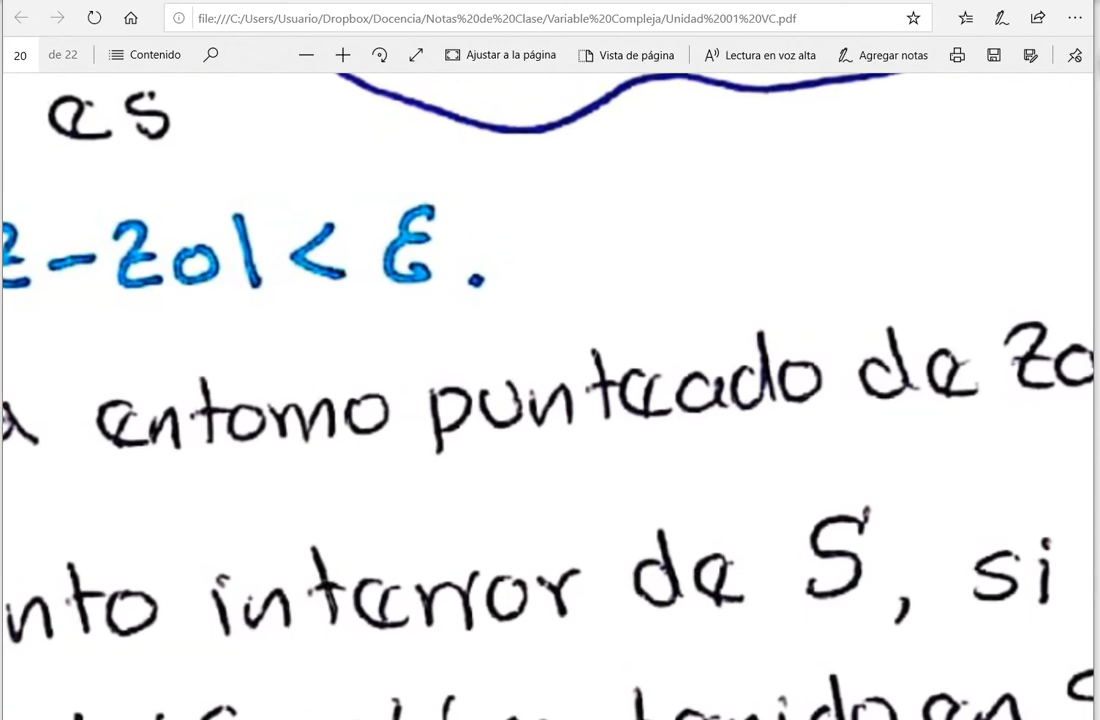 file:///C:/Users/Usuario/Dropbox/Docencia/Notas%20de%20Clase/Variable%20Compleja/Unidad%2001%20VC.pdf
20 de 22 Contenido Ajustar a la página Vista de página Lectura en voz alta Agregar notas
es
z-z0|<ε.
a entorno punteado de z0
nto interior de S, si